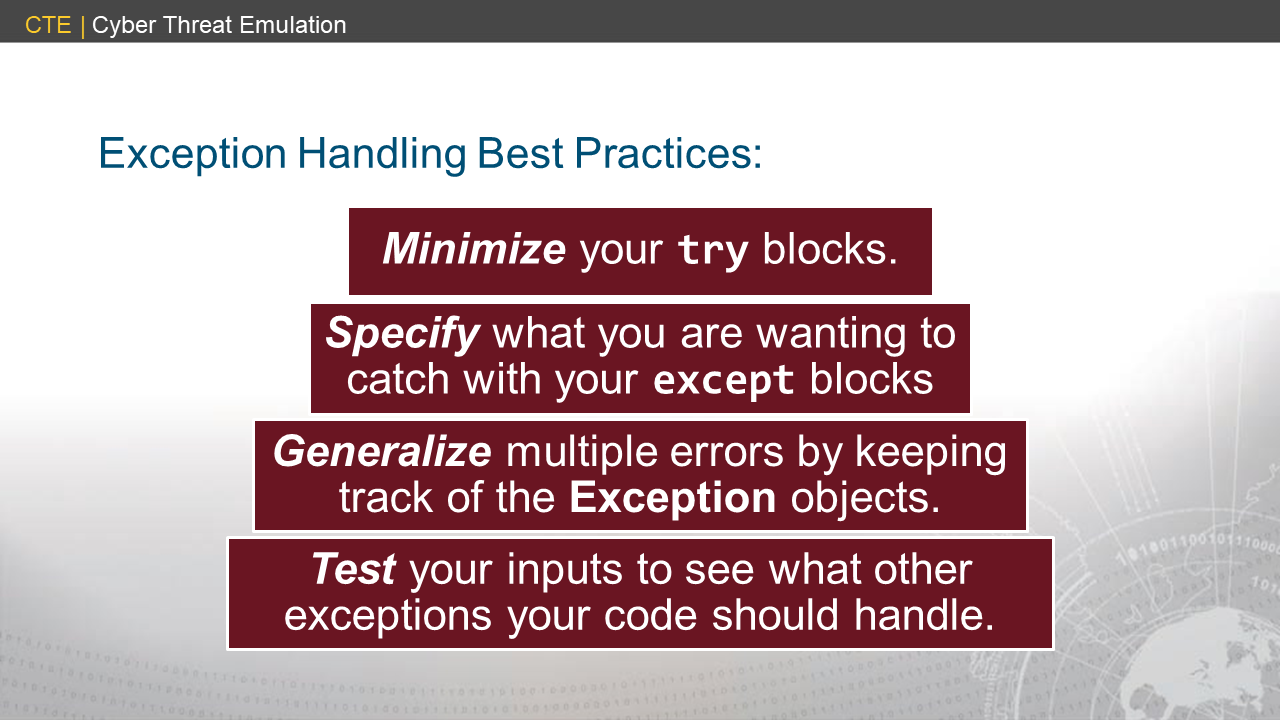 CTE | Cyber Threat Emulation
Exception Handling Best Practices:
Minimize your try blocks.
Specify what you are wanting to
catch with your except blocks
Generalize multiple errors by keeping
track of the Exception objects.
Test your inputs to see what other
exceptions your code should handle.